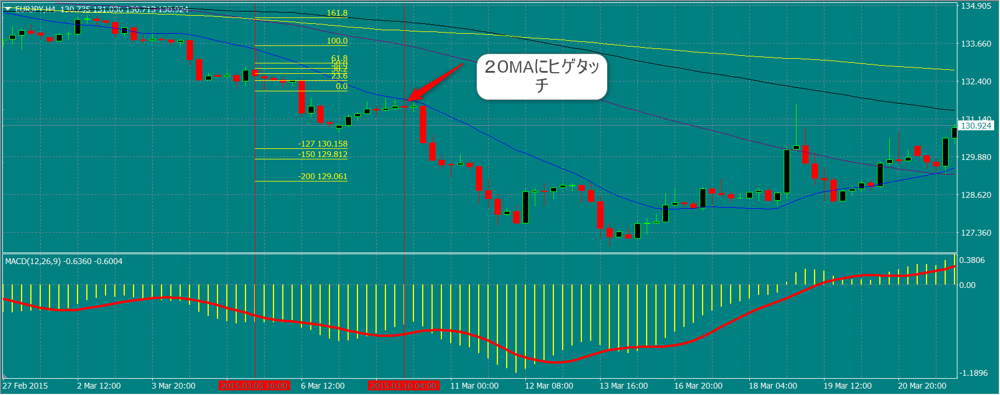 EURJPY,H4 130.735 131.036 130.713 130.924
161.8
100.0
61.8
50.0
38.2
23.6
0.0
-127 130.158
-150 129.812
-200 129.061
20MAにヒゲタッ
チ
134.905
133.660
132.400
131.140
130.924
129.880
128.620
127.360
MACD(12,26,9) -0.6360 -0.6004
0.3806
0.00
-1.1896
27 Feb 2015
2 Mar 12:00
3 Mar 20:00
2015.03.05 16:00
6 Mar 12:00
2015.03.10 04:00
11 Mar 00:00
12 Mar 08:00
13 Mar 16:00
16 Mar 20:00
18 Mar 04:00
19 Mar 12:00
20 Mar 20:00